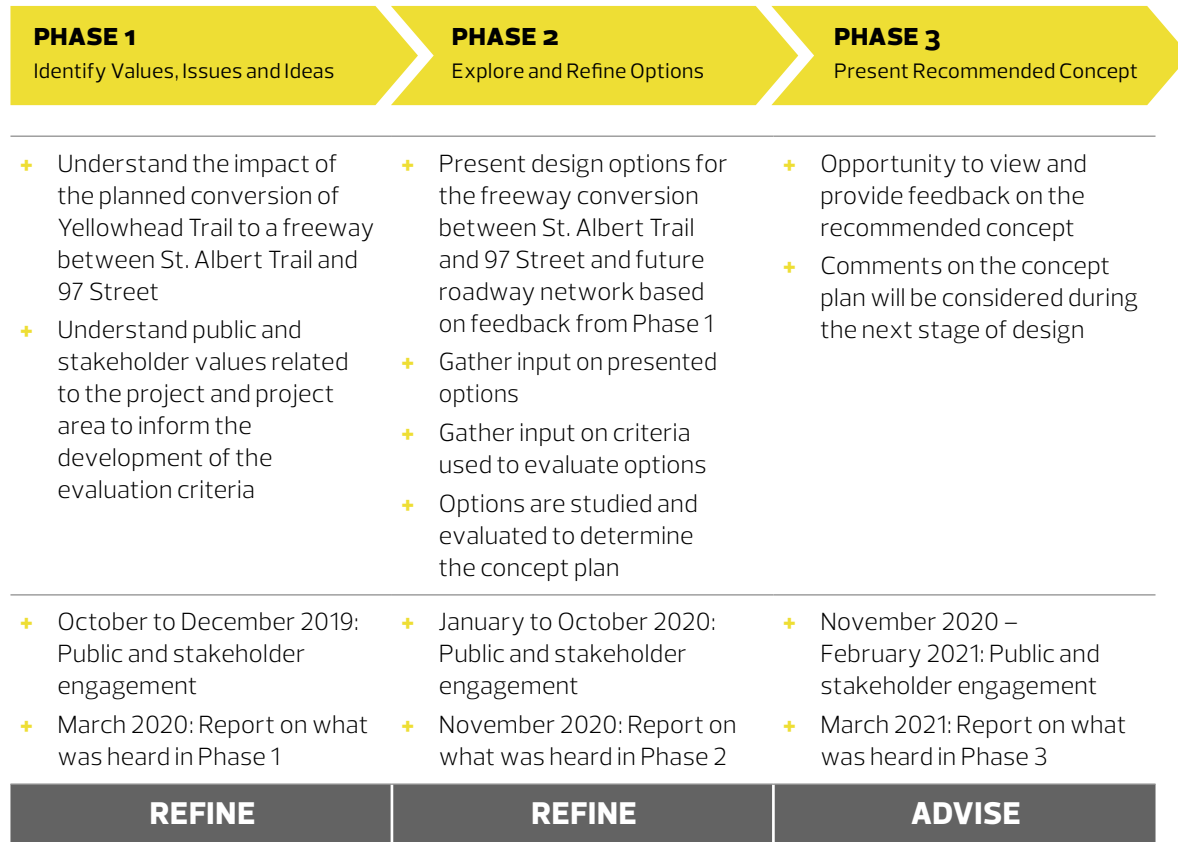 PHASE 1
Identify Values, Issues and Ideas
PHASE 2
Explore and Refine Options
PHASE 3
Present Recommended Concept
+ Understand the impact of
the planned conversion of
Yellowhead Trail to a freeway
between St. Albert Trail and
97 Street
+ Understand public and
stakeholder values related
to the project and project
area to inform the
development of the
evaluation criteria
+ Present design options for
the freeway conversion
between St. Albert Trail
and 97 Street and future
roadway network based
on feedback from Phase 1
+ Gather input on presented
options
+ Gather input on criteria
used to evaluate options
+ Options are studied and
evaluated to determine
the concept plan
+ Opportunity to view and
provide feedback on the
recommended concept
+ Comments on the concept
plan will be considered during
the next stage of design
+ October to December 2019:
Public and stakeholder
engagement
+ March 2020: Report on what
was heard in Phase 1
+ January to October 2020:
Public and stakeholder
engagement
+ November 2020: Report on
what was heard in Phase 2
+ November 2020 –
February 2021: Public and
stakeholder engagement
+ March 2021: Report on what
was heard in Phase 3
REFINE
REFINE
ADVISE